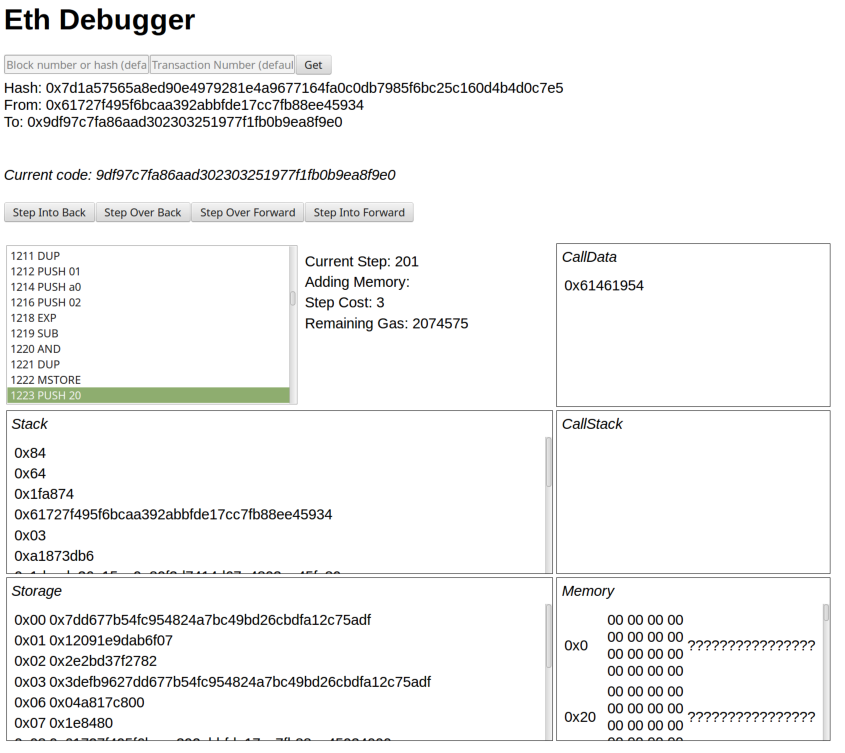 Eth Debugger
Block number or hash (defa Transaction Number (defaul Get
Hash: 0x7d1a57565a8ed90e4979281e4a9677164fa0c0db7985f6bc25c160d4b4d0c7e5
From: 0x61727f495f6bcaa392abbfde17cc7fb88ee45934
To: 0x9df97c7fa86aad302303251977f1fb0b9ea8f9e0
Current code: 9df97c7fa86aad302303251977f1fb0b9ea8f9e0
Step Into Back Step Over Back Step Over Forward Step Into Forward
1211 DUP
1212 PUSH 01
1214 PUSH a0
1216 PUSH 02
1218 EXP
1219 SUB
1220 AND
1221 DUP
1222 MSTORE
1223 PUSH 20
Current Step: 201
Adding Memory:
Step Cost: 3
Remaining Gas: 2074575
CallData
0x61461954
Stack
0x84
0x64
0x1fa874
0x61727f495f6bcaa392abbfde17cc7fb88ee45934
0x03
0xa1873db6
CallStack
Storage
0x00 0x7dd677b54fc954824a7bc49bd26cbdfa12c75adf
0x01 0x12091e9dab6f07
0x02 0x2e2bd37f2782
0x03 0x3defb9627dd677b54fc954824a7bc49bd26cbdfa12c75adf
0x06 0x04a817c800
0x07 0x1e8480
Memory
00 00 00 00
00 00 00 00
0x0 ????????????????
00 00 00 00
00 00 00 00
00 00 00 00
00 00 00 00
0x20 ????????????????
00 00 00 00
00 00 00 00